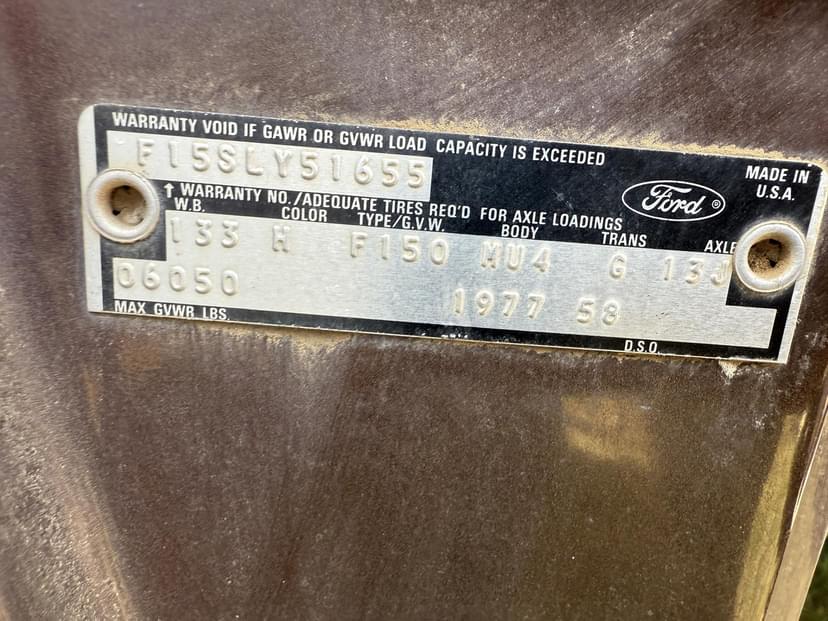 WARRANTY VOID IF GAWR OR GVWR LOAD CAPACITY IS EXCEEDED
F15SLY51655
MADE IN
U.S.A.
Ford ®
↑ WARRANTY NO./ADEQUATE TIRES REQ'D FOR AXLE LOADINGS
W.B. COLOR TYPE/G.V.W. BODY TRANS AXLE
133 H F150 MU4 G 13J
06050 1977 58
MAX GVWR LBS. D.S.O.